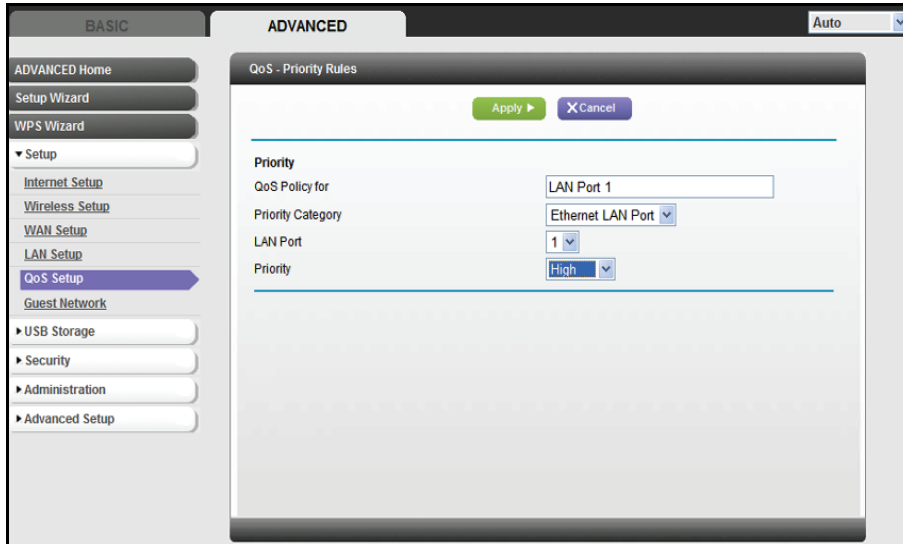 BASIC
ADVANCED
Auto
ADVANCED Home
Setup Wizard
WPS Wizard
Setup
Internet Setup
Wireless Setup
WAN Setup
LAN Setup
QoS Setup
Guest Network
USB Storage
Security
Administration
Advanced Setup
QoS - Priority Rules
Apply
X Cancel
Priority
QoS Policy for LAN Port 1
Priority Category Ethernet LAN Port
LAN Port 1
Priority High